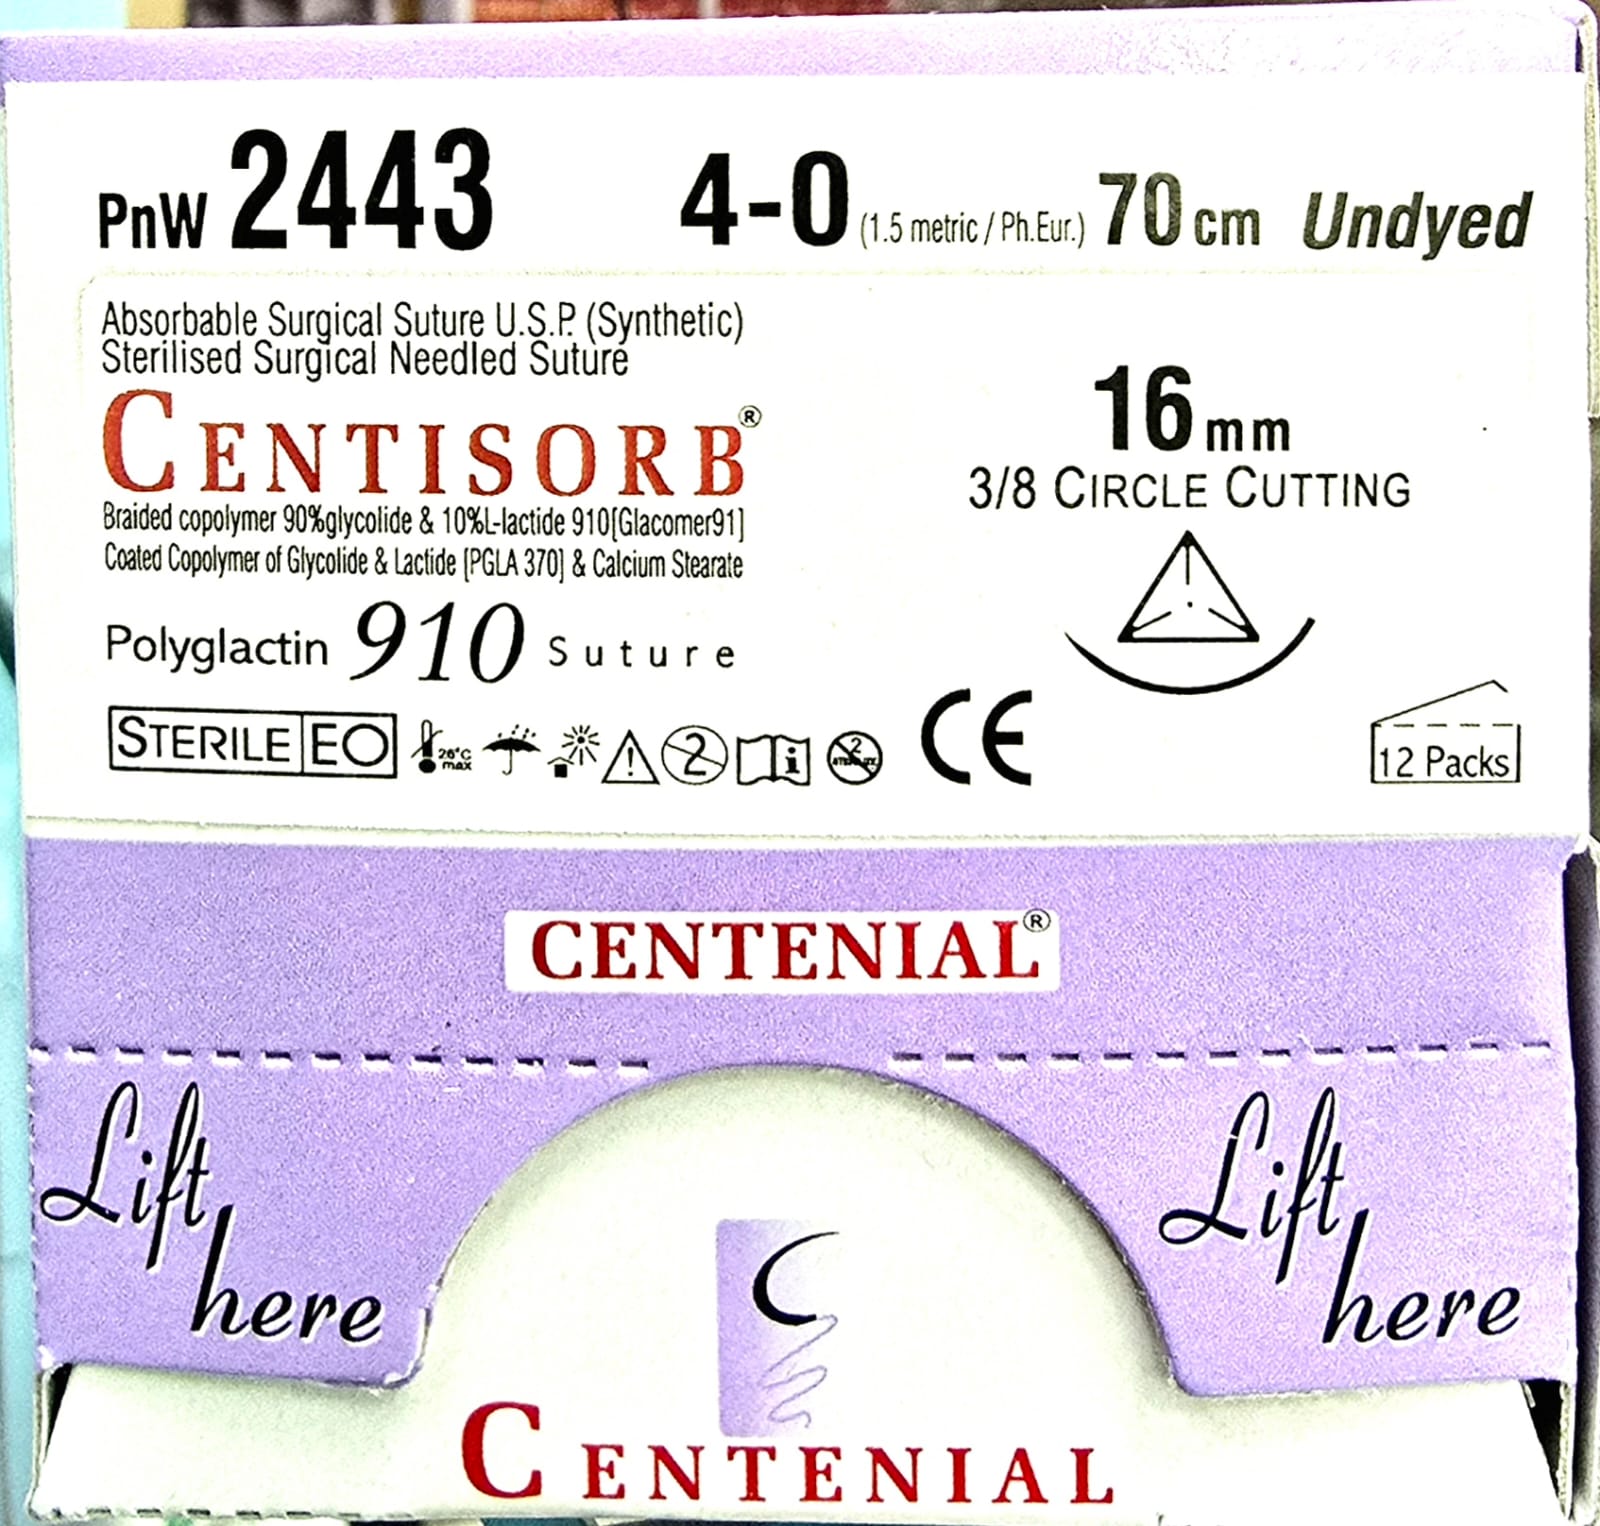 PnW 2443 4-0 (1.5 metric / Ph.Eur.) 70 cm Undyed
Absorbable Surgical Suture U.S.P. (Synthetic)
Sterilised Surgical Needled Suture
CENTISORB®
Braided copolymer 90%glycolide & 10%L-lactide 910[Glacomer91]
Coated Copolymer of Glycolide & Lactide [PGLA 370] & Calcium Stearate
Polyglactin 910 Suture
16 mm
3/8 CIRCLE CUTTING
STERILE EO
max
2
i
2
CE
12 Packs
CENTENIAL®
Lift here
Lift here
CENTENIAL